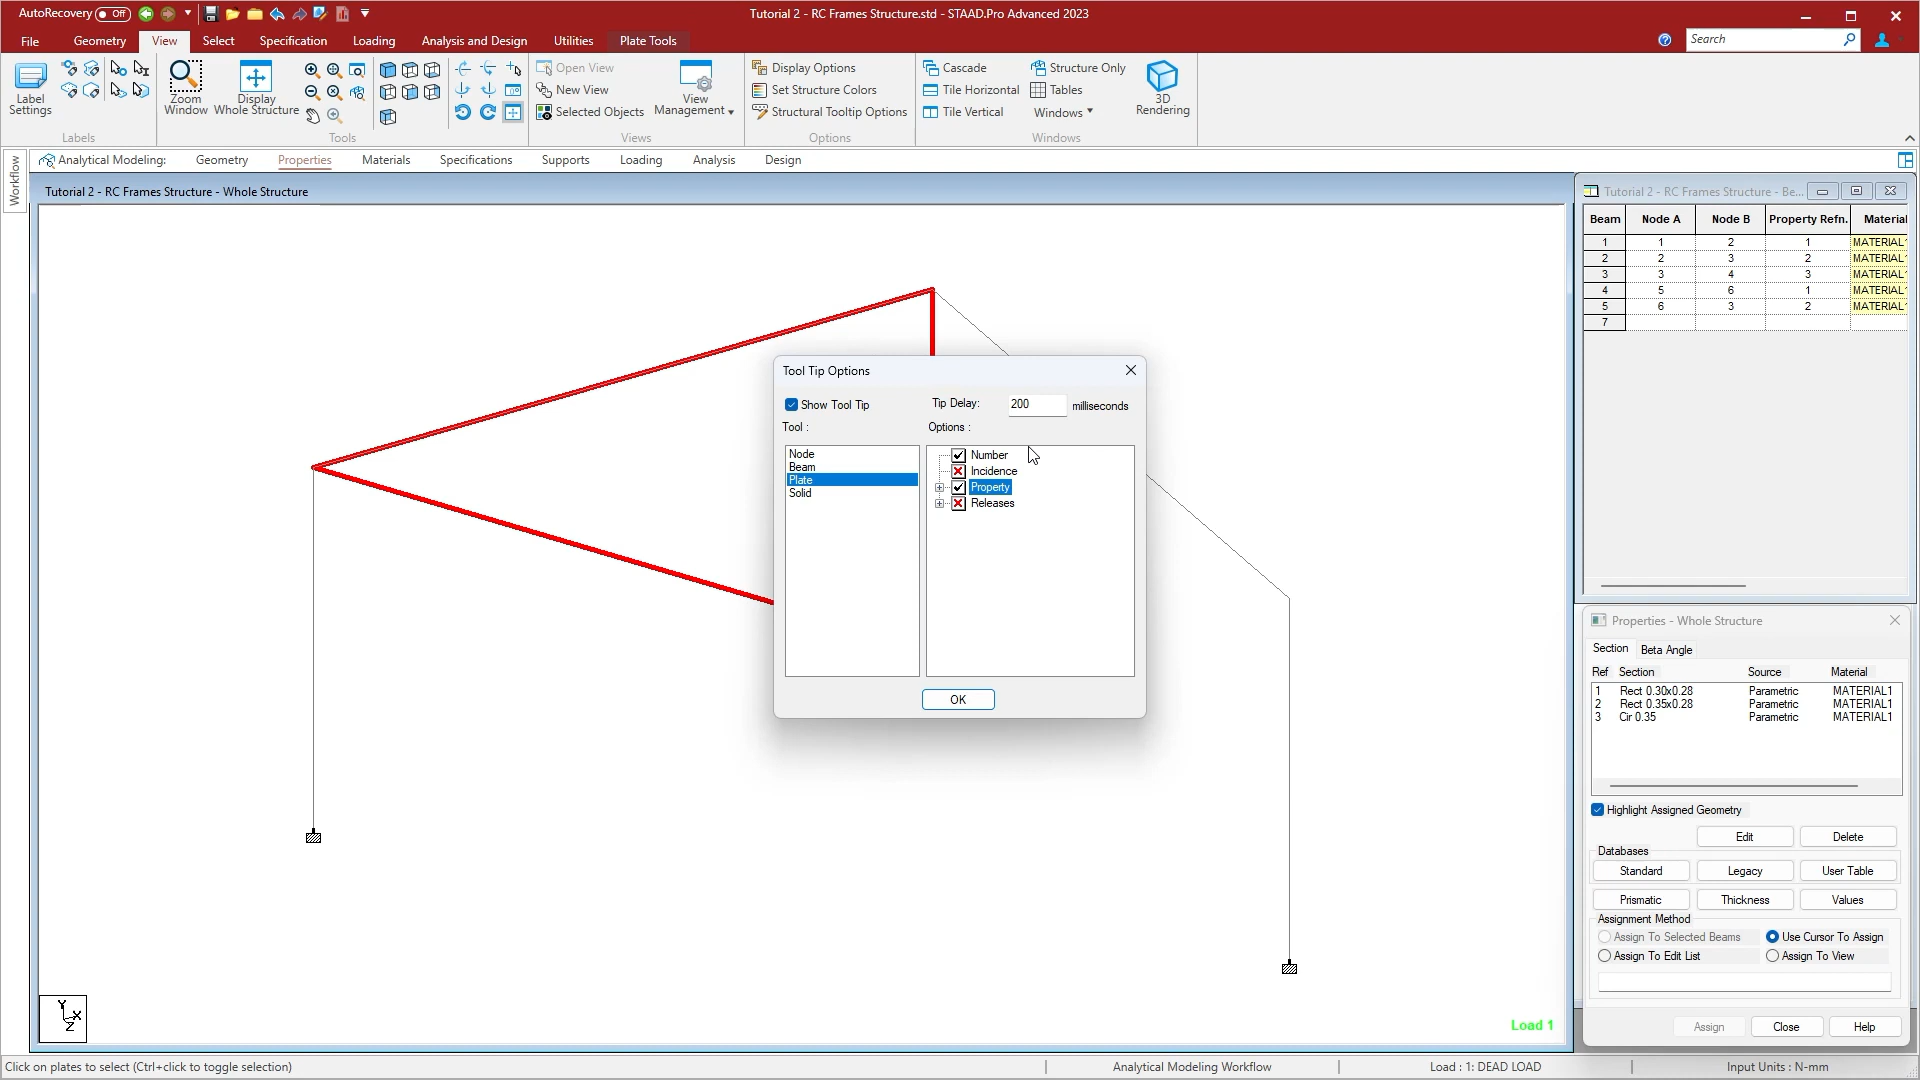 AutoRecovery Off
Tutorial 2 - RC Frames Structure.std - STAAD.Pro Advanced 2023
File Geometry View Select Specification Loading Analysis and Design Utilities Plate Tools
Search
Label Settings
Labels
Zoom Window
Display Whole Structure
Tools
Open View
New View
Selected Objects
View Management
Views
Display Options
Set Structure Colors
Structural Tooltip Options
Options
Cascade
Tile Horizontal
Tile Vertical
Structure Only
Tables
Windows
3D Rendering
Windows
Workflow
Analytical Modeling: Geometry Properties Materials Specifications Supports Loading Analysis Design
Tutorial 2 - RC Frames Structure - Whole Structure
Tool Tip Options
Show Tool Tip
Tip Delay: 200 milliseconds
Tool :
Options :
Node
Beam
Plate
Solid
Number
Incidence
Property
Releases
OK
Y
X
Z
Load 1
Tutorial 2 - RC Frames Structure - Be...
Beam Node A Node B Property Refn. Material
1 1 2 1 MATERIAL1
2 2 3 2 MATERIAL1
3 3 4 3 MATERIAL1
4 5 6 1 MATERIAL1
5 6 3 2 MATERIAL1
7
Properties - Whole Structure
Section Beta Angle
Ref Section Source Material
1 Rect 0.30x0.28 Parametric MATERIAL1
2 Rect 0.35x0.28 Parametric MATERIAL1
3 Cir 0.35 Parametric MATERIAL1
Highlight Assigned Geometry
Edit Delete
Databases
Standard Legacy User Table
Prismatic Thickness Values
Assignment Method
Assign To Selected Beams Use Cursor To Assign
Assign To Edit List Assign To View
Assign Close Help
Click on plates to select (Ctrl+click to toggle selection)
Analytical Modeling Workflow
Load : 1: DEAD LOAD
Input Units : N-mm